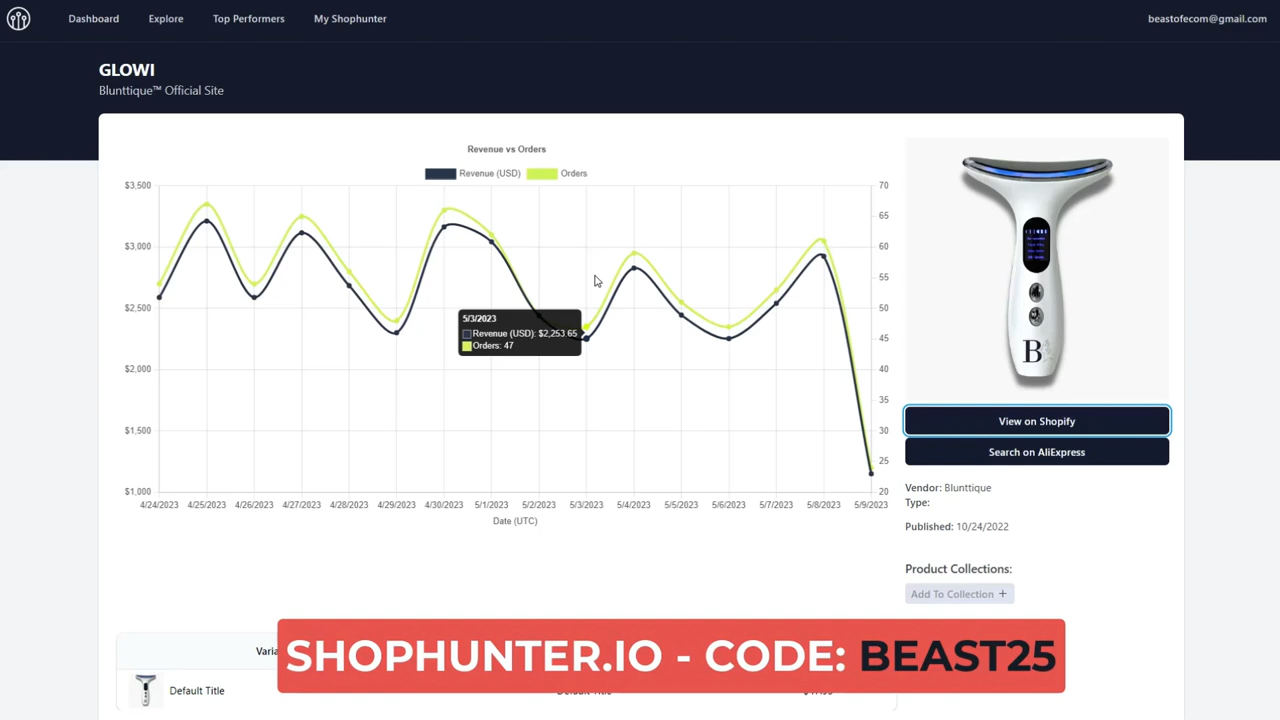 Dashboard
Explore
Top Performers
My Shophunter
beastofecom@gmail.com
GLOWI
Blunttique™ Official Site
Revenue vs Orders
Revenue (USD)
Orders
$3,500
$3,000
$2,500
$2,000
$1,500
$1,000
70
65
60
55
50
45
40
35
30
25
20
5/3/2023
Revenue (USD): $2,253.65
Orders: 47
4/24/2023
4/25/2023
4/26/2023
4/27/2023
4/28/2023
4/29/2023
4/30/2023
5/1/2023
5/2/2023
5/3/2023
5/4/2023
5/5/2023
5/6/2023
5/7/2023
5/8/2023
5/9/2023
Date (UTC)
B
View on Shopify
Search on AliExpress
Vendor: Blunttique
Type:
Published: 10/24/2022
Product Collections:
Add To Collection +
SHOPHUNTER.IO - CODE: BEAST25
Default Title